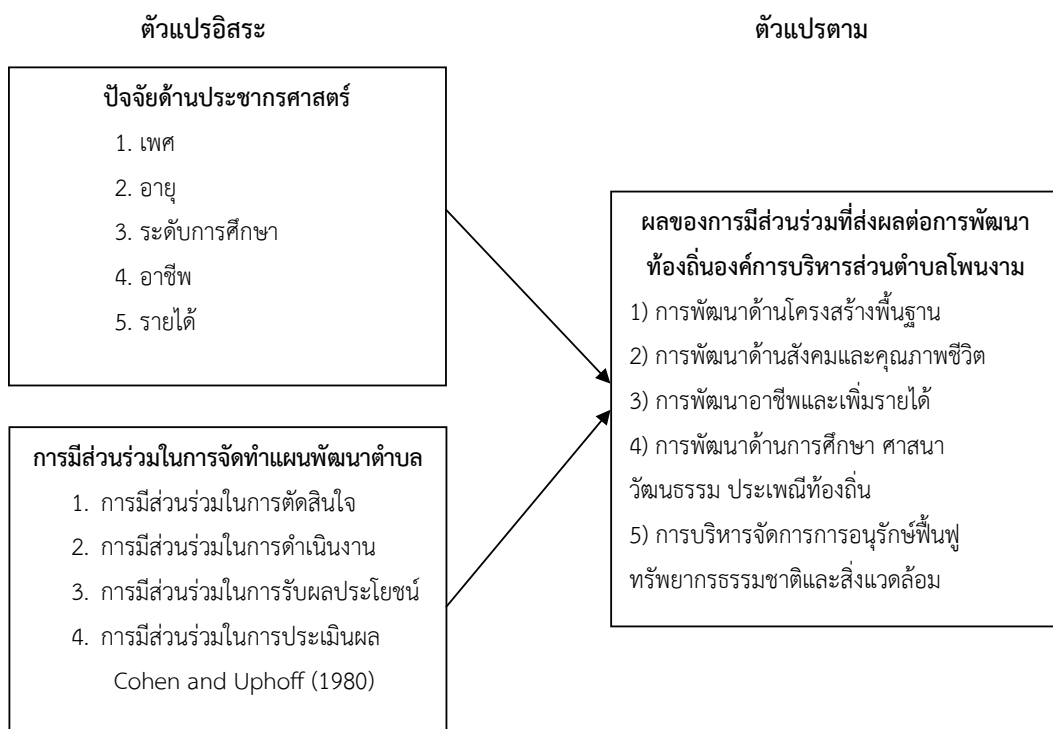 ตัวแปรอิสระ
ปัจจัยด้านประชากรศาสตร์
1. เพศ
2. อายุ
3. ระดับการศึกษา
4. อาชีพ
5. รายได้
การมีส่วนร่วมในการจัดทำแผนพัฒนาตำบล
1. การมีส่วนร่วมในการตัดสินใจ
2. การมีส่วนร่วมในการดำเนินงาน
3. การมีส่วนร่วมในการรับผลประโยชน์
4. การมีส่วนร่วมในการประเมินผล
Cohen and Uphoff (1980)
ตัวแปรตาม
ผลของการมีส่วนร่วมที่ส่งผลต่อการพัฒนา
ท้องถิ่นองค์การบริหารส่วนตำบลโพนงาม
1) การพัฒนาด้านโครงสร้างพื้นฐาน
2) การพัฒนาด้านสังคมและคุณภาพชีวิต
3) การพัฒนาอาชีพและเพิ่มรายได้
4) การพัฒนาด้านการศึกษา ศาสนา
วัฒนธรรม ประเพณีท้องถิ่น
5) การบริหารจัดการการอนุรักษ์ฟื้นฟู
ทรัพยากรธรรมชาติและสิ่งแวดล้อม